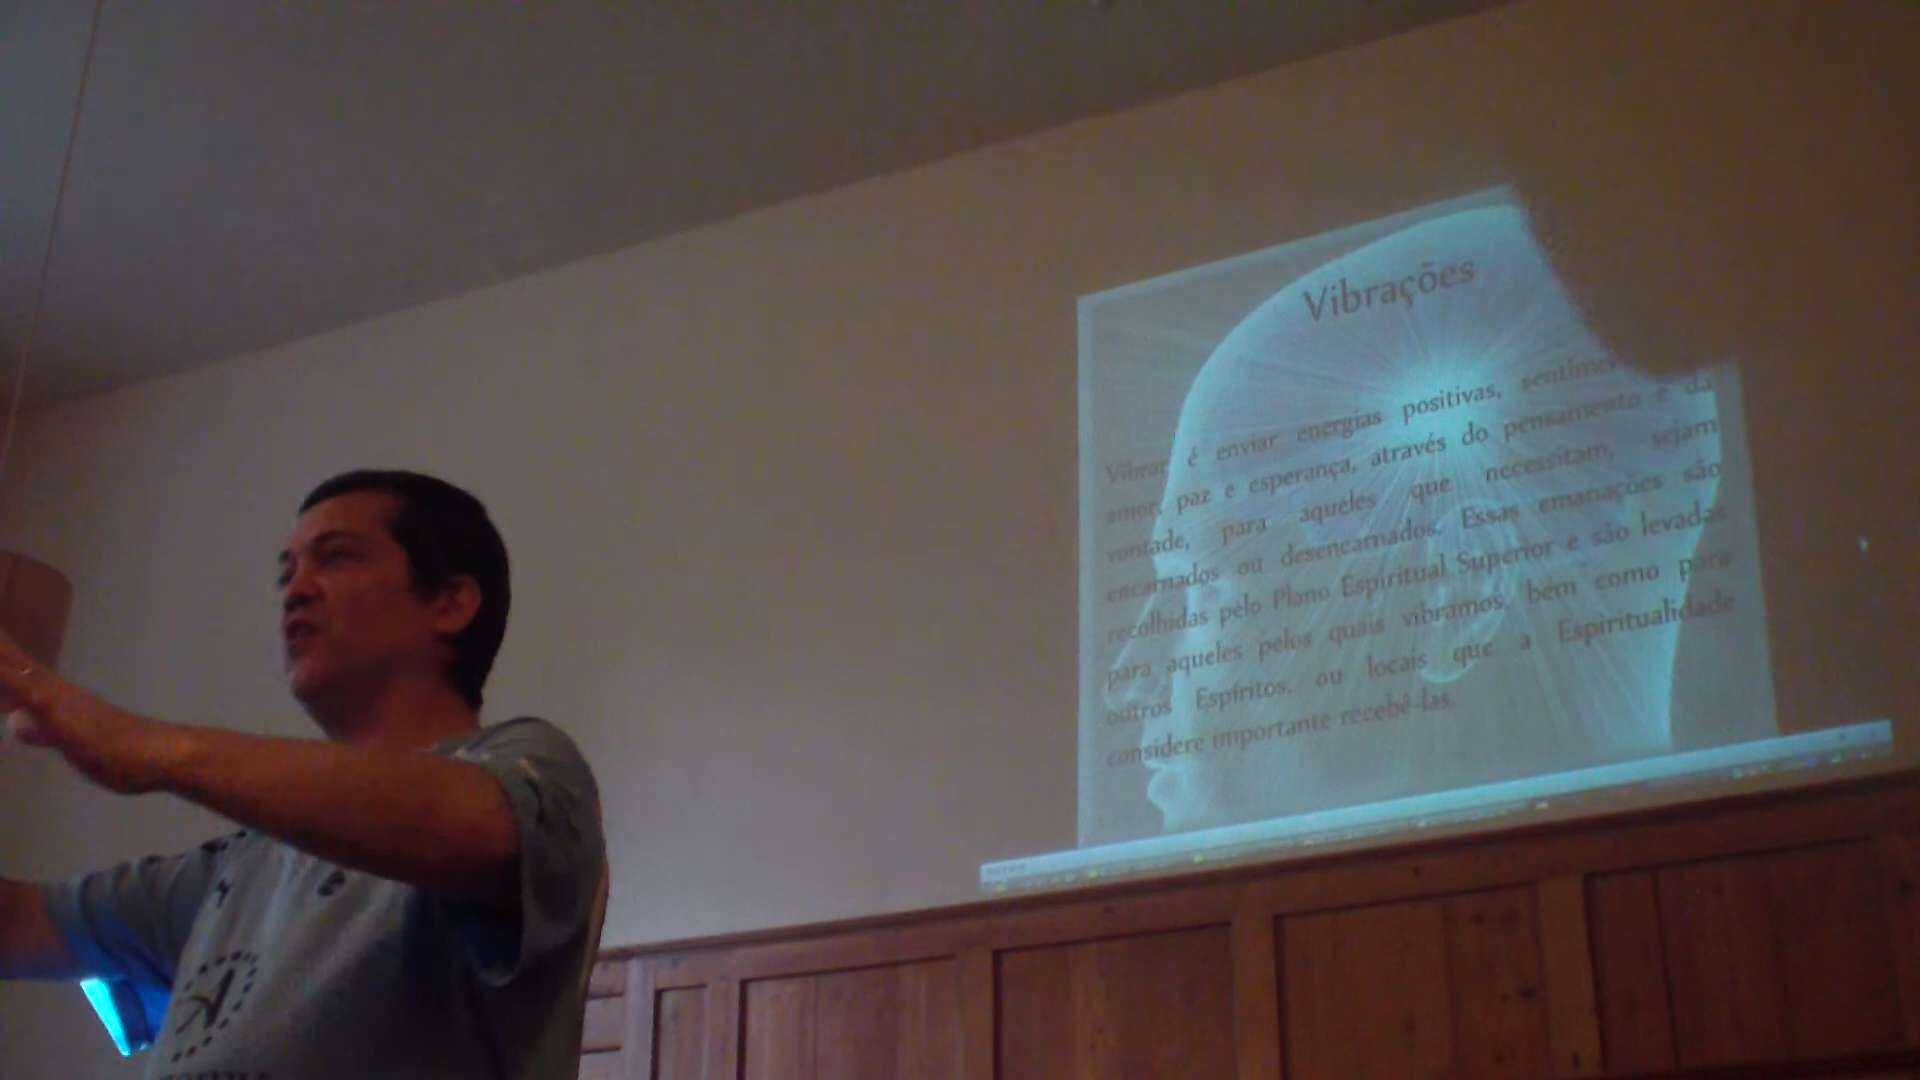 Vibrações
Vibrar é enviar energias positivas,
amor, paz e esperança, através do pensamento e da
vontade, para aqueles que necessitam, sejam
encarnados ou desencarnados. Essas emanações são
recolhidas pelo Plano Espiritual Superior e são levadas
para aqueles pelos quais vibramos, bem como para
outros Espíritos, ou locais que a Espiritualidade
considere importante recebê-las.